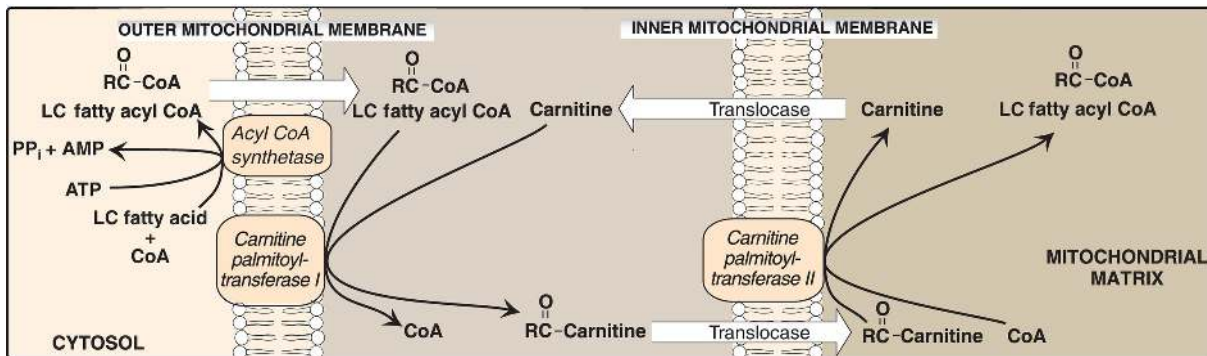 OUTER MITOCHONDRIAL MEMBRANE
INNER MITOCHONDRIAL MEMBRANE
O
RC-CoA
LC fatty acyl CoA
O
RC-CoA
LC fatty acyl CoA
Carnitine
Translocase
Carnitine
O
RC-CoA
LC fatty acyl CoA
Acyl CoA
synthetase
PPi + AMP
ATP
LC fatty acid
+
CoA
Carnitine
palmitoyl-
transferase I
Carnitine
palmitoyl-
transferase II
MITOCHONDRIAL
MATRIX
CYTOSOL
CoA
O
RC-Carnitine
Translocase
O
RC-Carnitine
CoA